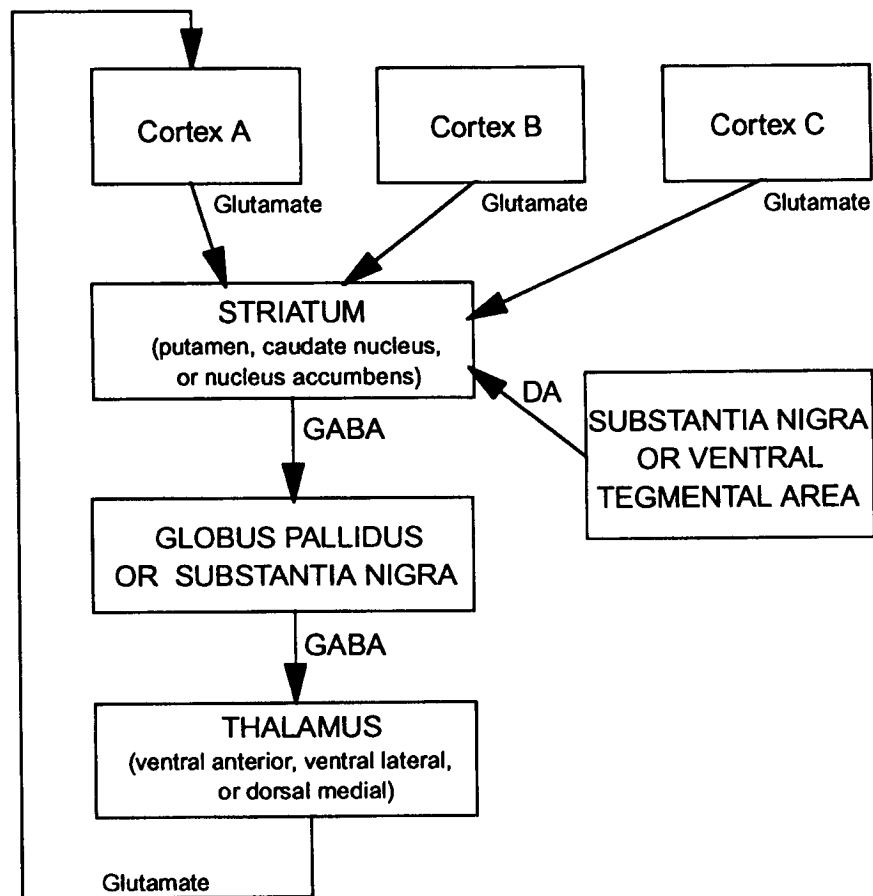 Cortex A
Cortex B
Cortex C
Glutamate
Glutamate
Glutamate
STRIATUM
(putamen, caudate nucleus,
or nucleus accumbens)
DA
SUBSTANTIA NIGRA
OR VENTRAL
TEGMENTAL AREA
GABA
GLOBUS PALLIDUS
OR SUBSTANTIA NIGRA
GABA
THALAMUS
(ventral anterior, ventral lateral,
or dorsal medial)
Glutamate